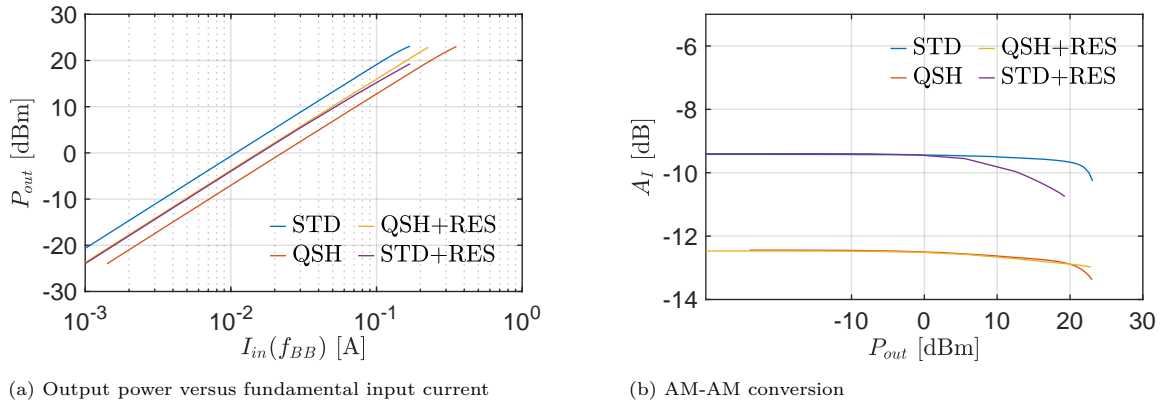 30
20
10
0
-10
-20
-30
P_out [dBm]
STD
QSH+RES
QSH
STD+RES
10^-3
10^-2
10^-1
10^0
I_in(f_BB) [A]
(a) Output power versus fundamental input current
-6
-8
-10
-12
-14
A_I [dB]
STD
QSH+RES
QSH
STD+RES
-10
0
10
20
30
P_out [dBm]
(b) AM-AM conversion